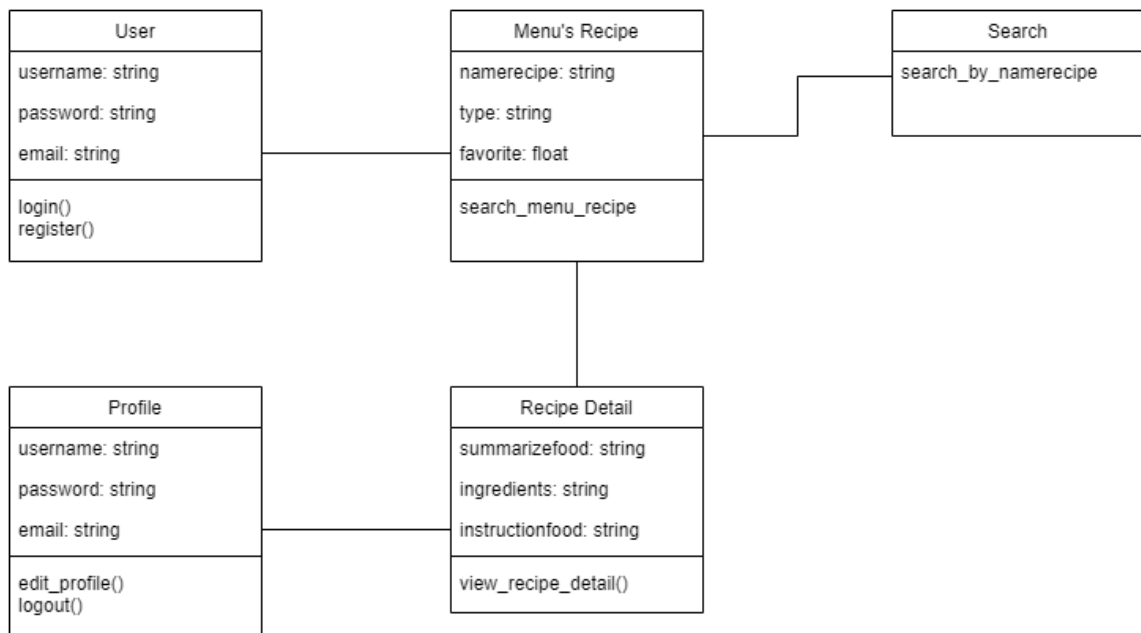 User
username: string
password: string
email: string
login()
register()
Menu's Recipe
namerecipe: string
type: string
favorite: float
search_menu_recipe
Search
search_by_namerecipe
Profile
username: string
password: string
email: string
edit_profile()
logout()
Recipe Detail
summarizefood: string
ingredients: string
instructionfood: string
view_recipe_detail()